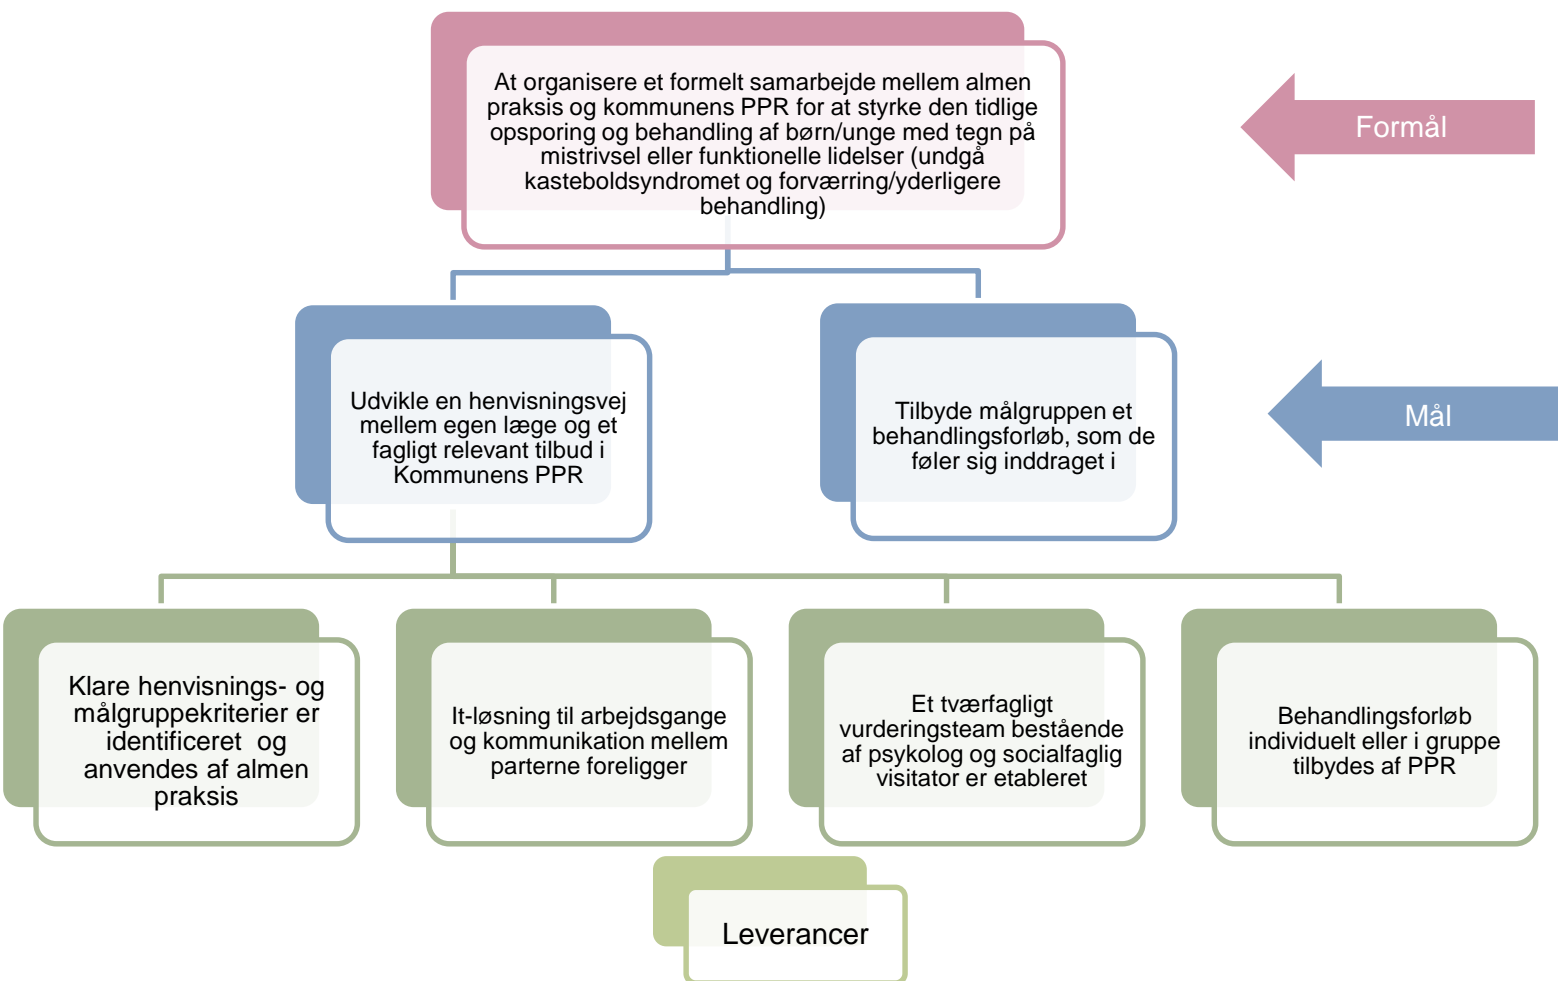 At organisere et formelt samarbejde mellem almen
praksis og kommunens PPR for at styrke den tidlige
opsporing og behandling af børn/unge med tegn på
mistrivsel eller funktionelle lidelser (undgå
kasteboldsyndromet og forværring/yderligere
behandling)
Formål
Udvikle en henvisningsvej
mellem egen læge og et
fagligt relevant tilbud i
Kommunens PPR
Tilbyde målgruppen et
behandlingsforløb, som de
føler sig inddraget i
Mål
Klare henvisnings- og
målgruppekriterier er
identificeret og
anvendes af almen
praksis
It-løsning til arbejdsgange
og kommunikation mellem
parterne foreligger
Et tværfagligt
vurderingsteam bestående
af psykolog og socialfaglig
visitator er etableret
Behandlingsforløb
individuelt eller i gruppe
tilbydes af PPR
Leverancer